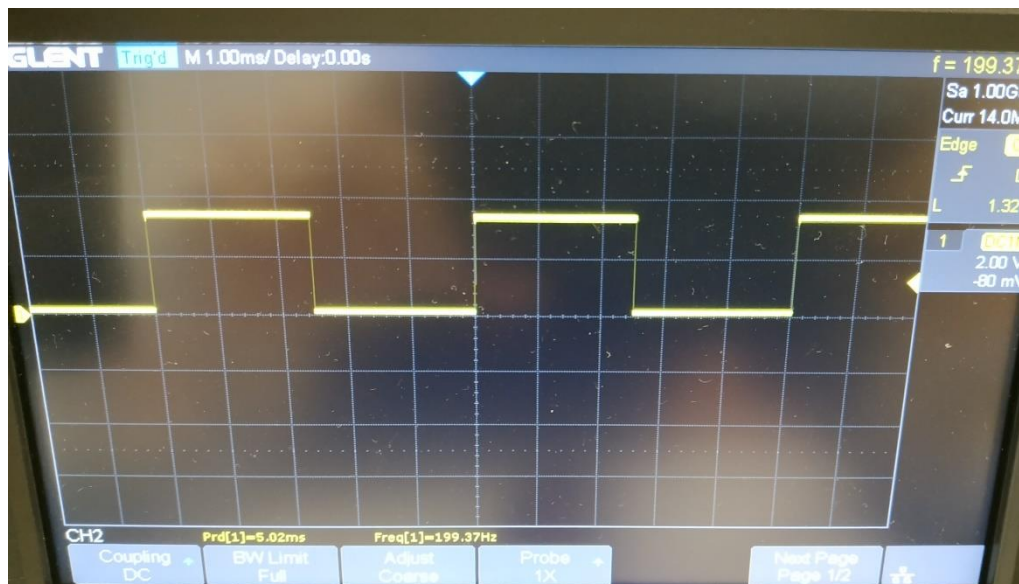 GLENT Trig'd M 1.00ms/ Delay:0.00s
f = 199.37
Sa 1.00G
Curr 14.0M
Edge
L 1.32
1 DC1
2.00 V
-80 mV
CH2 Prd[1]=5.02ms Freq[1]=199.37Hz
Coupling
DC
BW Limit
Full
Adjust
Coarse
Probe
1X
Next Page
Page 1/2